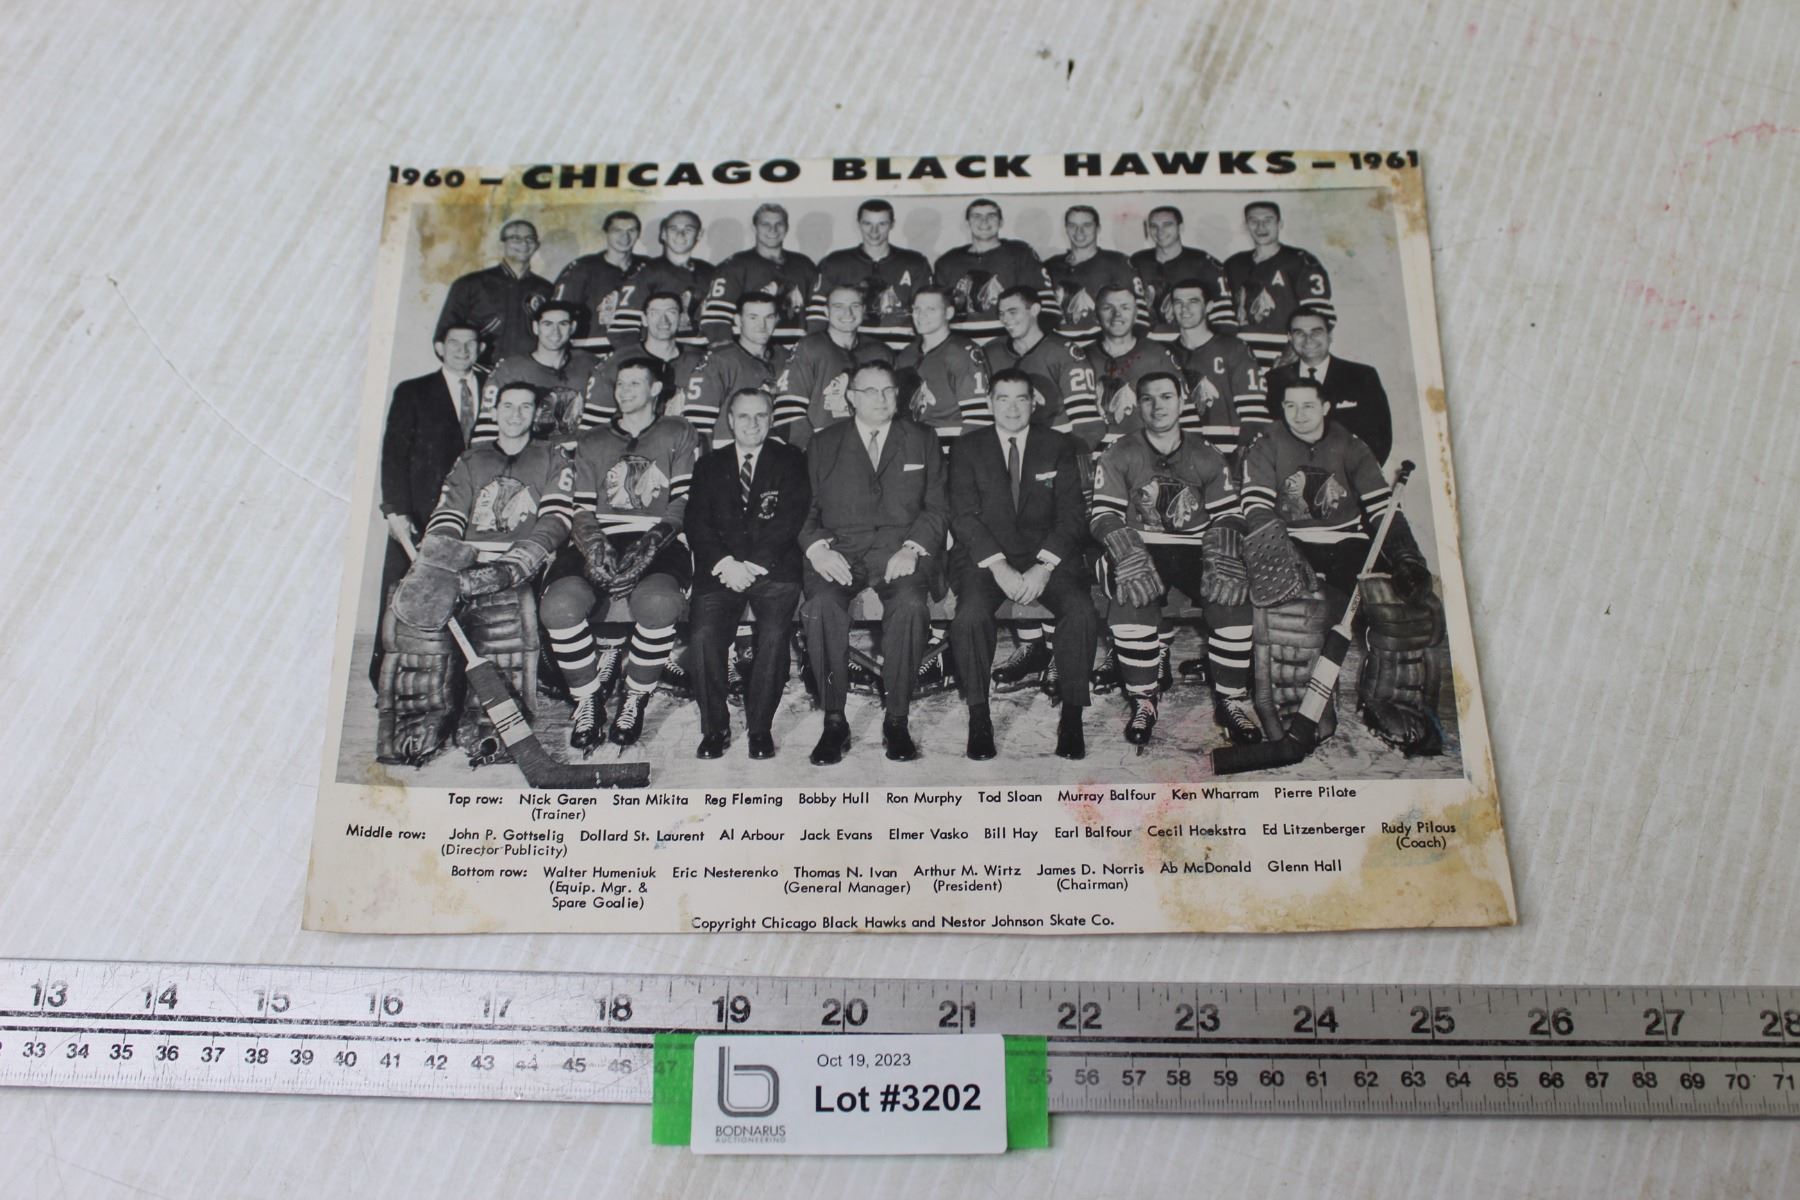 1960 – CHICAGO BLACK HAWKS – 1961
Top row: Nick Garen Stan Mikita Reg Fleming Bobby Hull Ron Murphy Tod Sloan Murray Balfour Ken Wharram Pierre Pilote
(Trainer)
Middle row: John P. Gottselig Dollard St. Laurent Al Arbour Jack Evans Elmer Vasko Bill Hay Earl Balfour Cecil Hoekstra Ed Litzenberger Rudy Pilous
(Director Publicity) (Coach)
Bottom row: Walter Humeniuk Eric Nesterenko Thomas N. Ivan Arthur M. Wirtz James D. Norris Ab McDonald Glenn Hall
(Equip. Mgr. & (General Manager) (President) (Chairman)
Spare Goalie)
Copyright Chicago Black Hawks and Nestor Johnson Skate Co.
13 14 15 16 17 18 19 20 21 22 23 24 25 26 27 28
33 34 35 36 37 38 39 40 41 42 43 44 45 46 47 55 56 57 58 59 60 61 62 63 64 65 66 67 68 69 70 71
Oct 19, 2023
Lot #3202
BODNARUS
AUCTIONEERING